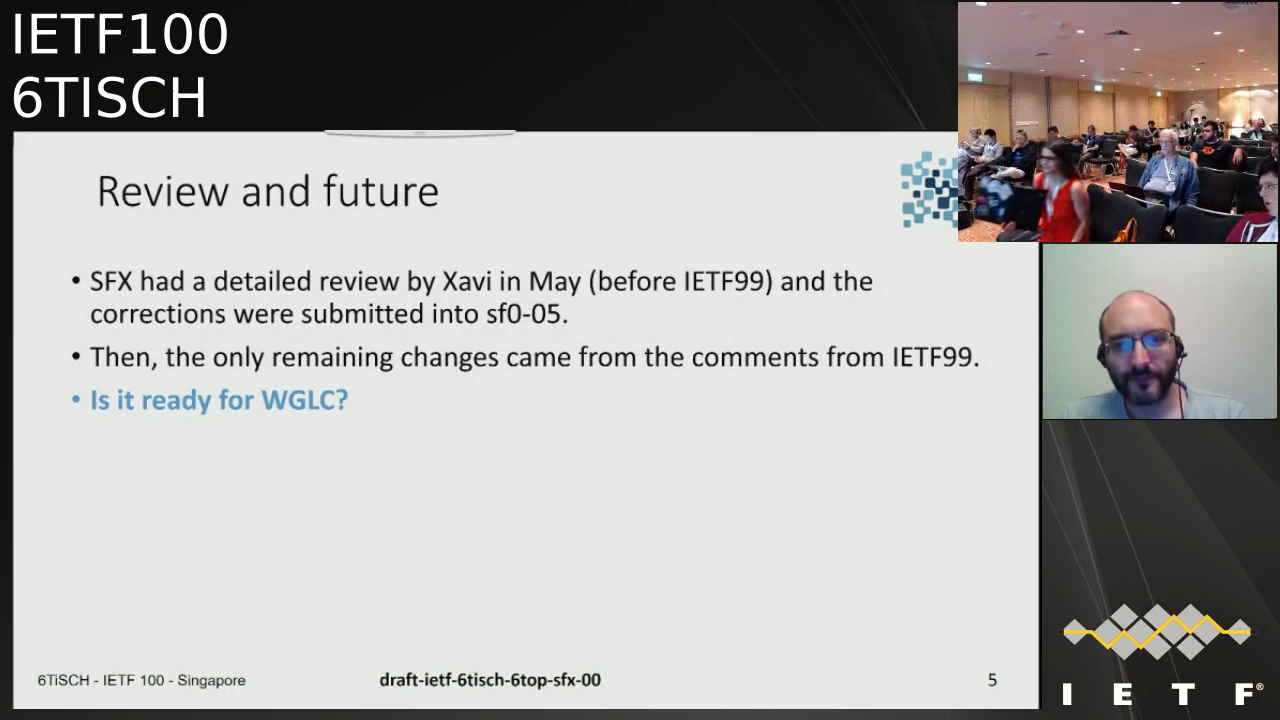 IETF100
6TISCH
Review and future
• SFX had a detailed review by Xavi in May (before IETF99) and the
corrections were submitted into sf0-05.
• Then, the only remaining changes came from the comments from IETF99.
• Is it ready for WGLC?
6TiSCH - IETF 100 - Singapore
draft-ietf-6tisch-6top-sfx-00
5
I E T F®